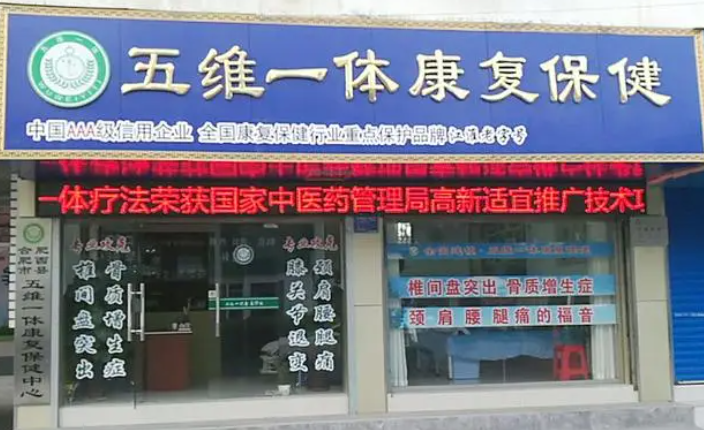 五维一体康复保健
中国AAA级信用企业 全国康复保健行业重点保护品牌 江淮老字号
一体疗法荣获国家中医药管理局高新适宜推广技术项
合肥市肥西县五维一体康复保健中心
专业攻克
椎间盘突出
骨质增生症
专业攻克
膝关节退变
颈肩腰腿痛
椎间盘突出 骨质增生症
颈肩腰腿痛的福音